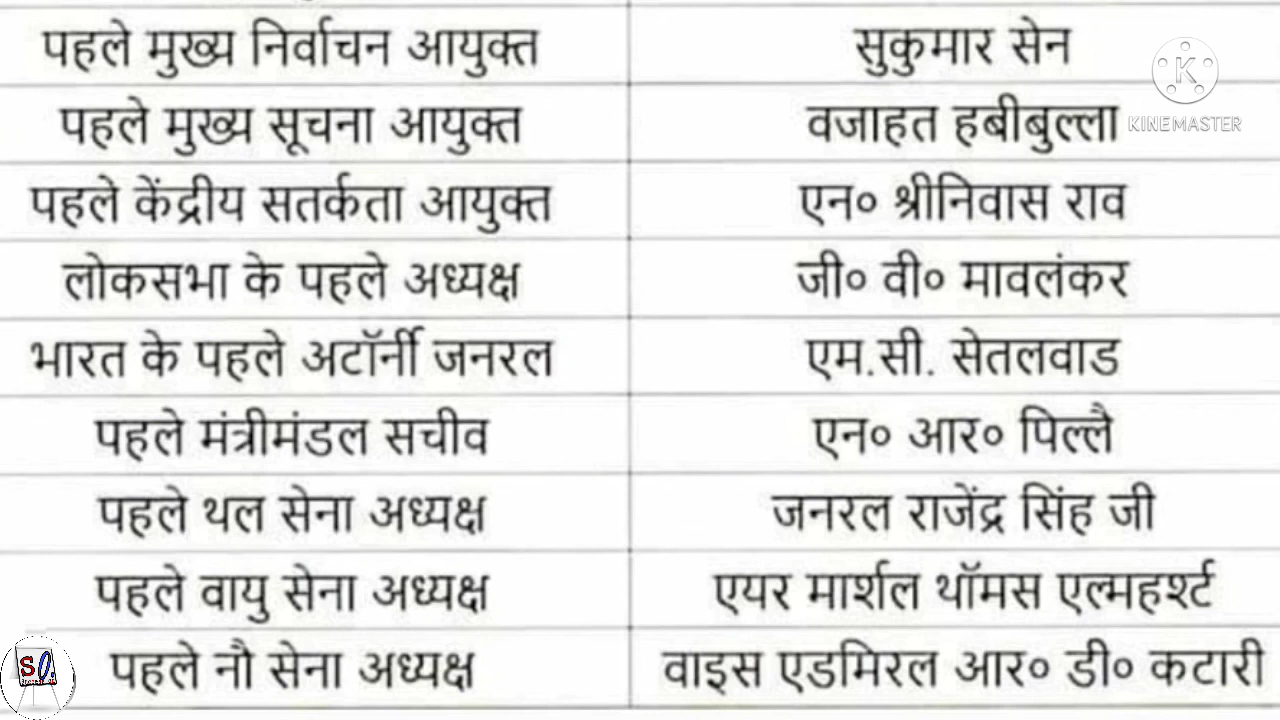 पहले मुख्य निर्वाचन आयुक्त सुकुमार सेन
पहले मुख्य सूचना आयुक्त वजाहत हबीबुल्ला
KINEMASTER
पहले केंद्रीय सतर्कता आयुक्त एन० श्रीनिवास राव
लोकसभा के पहले अध्यक्ष जी० वी० मावलंकर
भारत के पहले अटॉर्नी जनरल एम.सी. सेतलवाड
पहले मंत्रीमंडल सचीव एन० आर० पिल्लै
पहले थल सेना अध्यक्ष जनरल राजेंद्र सिंह जी
पहले वायु सेना अध्यक्ष एयर मार्शल थॉमस एल्महर्श्ट
पहले नौ सेना अध्यक्ष वाइस एडमिरल आर० डी० कटारी